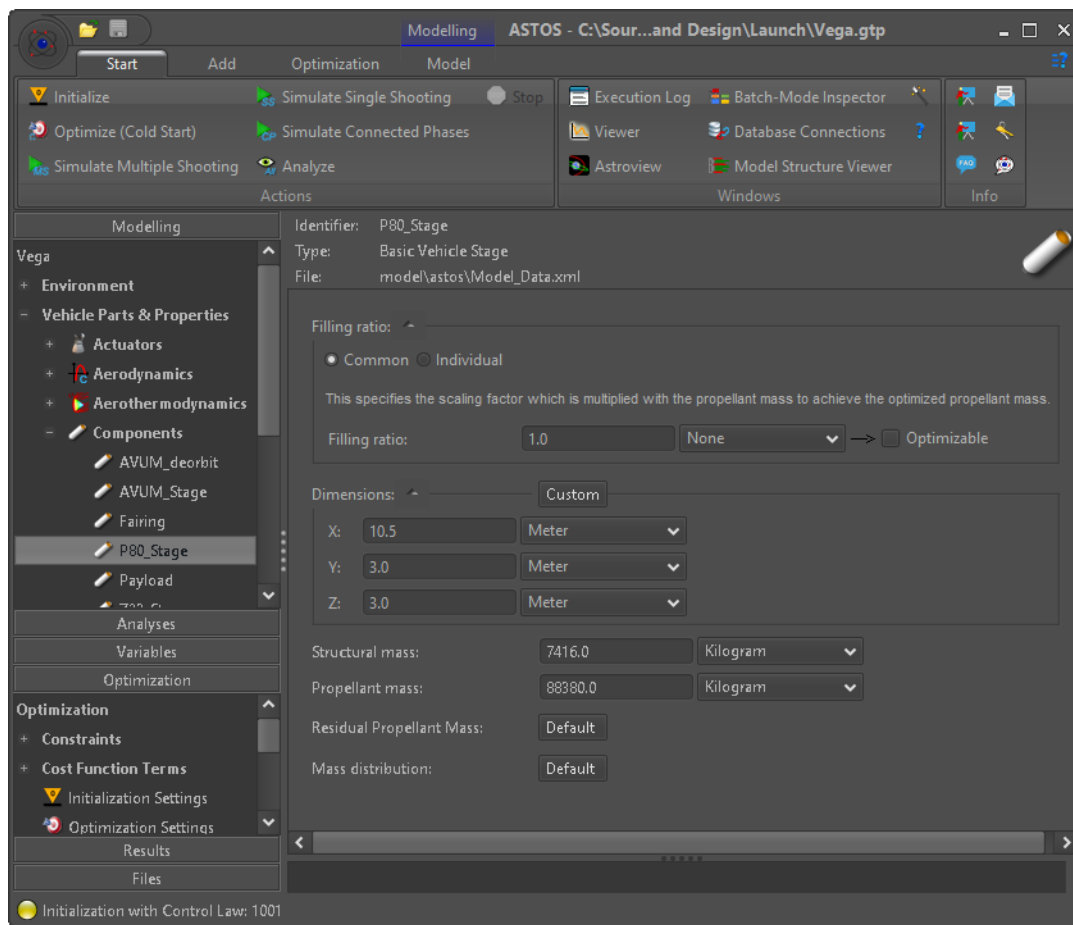 Modelling
ASTOS - C:\Sour...and Design\Launch\Vega.gtp
Start Add Optimization Model
Initialize Simulate Single Shooting Stop Execution Log Batch-Mode Inspector
Optimize (Cold Start) Simulate Connected Phases Viewer Database Connections
Simulate Multiple Shooting Analyze Astroview Model Structure Viewer FAQ
Actions Windows Info
Modelling
Vega
Environment
Vehicle Parts & Properties
Actuators
Aerodynamics
Aerothermodynamics
Components
AVUM_deorbit
AVUM_Stage
Fairing
P80_Stage
Payload
Analyses
Variables
Optimization
Optimization
Constraints
Cost Function Terms
Initialization Settings
Optimization Settings
Results
Files
Identifier: P80_Stage
Type: Basic Vehicle Stage
File: model\astos\Model_Data.xml
Filling ratio:
Common Individual
This specifies the scaling factor which is multiplied with the propellant mass to achieve the optimized propellant mass.
Filling ratio: 1.0 None Optimizable
Dimensions: Custom
X: 10.5 Meter
Y: 3.0 Meter
Z: 3.0 Meter
Structural mass: 7416.0 Kilogram
Propellant mass: 88380.0 Kilogram
Residual Propellant Mass: Default
Mass distribution: Default
Initialization with Control Law: 1001